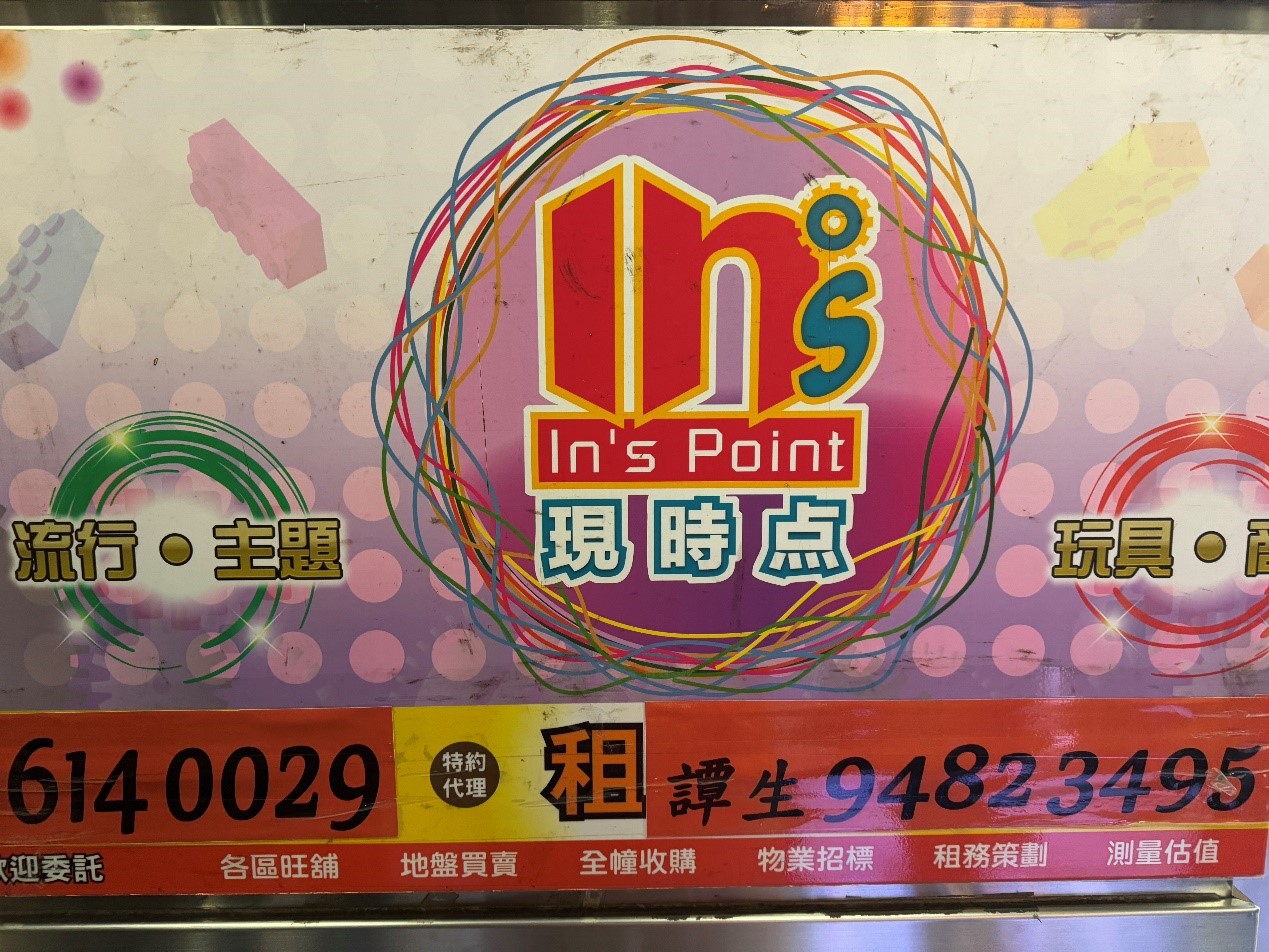 In's
In's Point
現時点
流行•主題
玩具•
6140029
特約
代理
租
譚生 94823495
迎委託 各區旺舖 地盤買賣 全幢收購 物業招標 租務策劃 測量估值